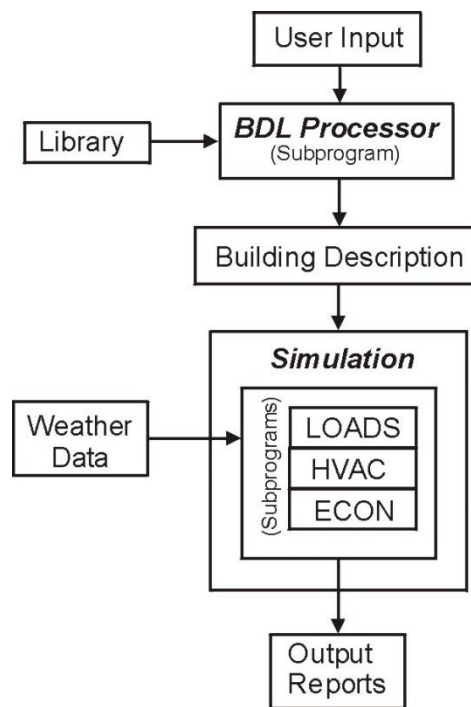 User Input
BDL Processor
(Subprogram)
Library
Building Description
Simulation
Weather
Data
(Subprograms)
LOADS
HVAC
ECON
Output
Reports